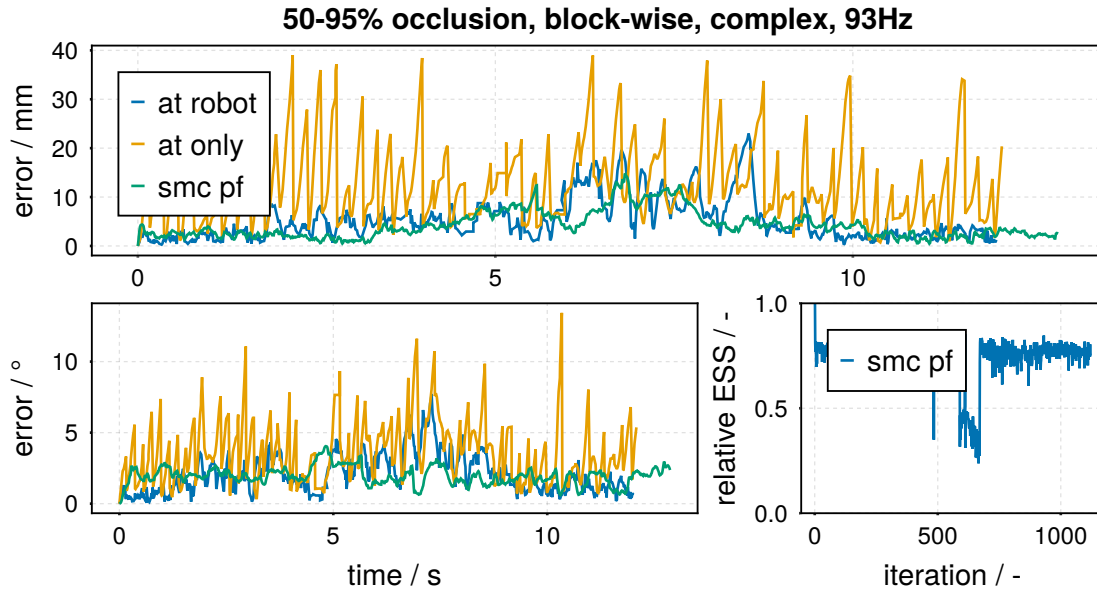 50-95% occlusion, block-wise, complex, 93Hz
error / mm
40
30
20
10
0
at robot
at only
smc pf
0
5
10
error / °
10
5
0
0
5
10
time / s
relative ESS / -
1.0
0.5
0.0
smc pf
0
500
1000
iteration / -